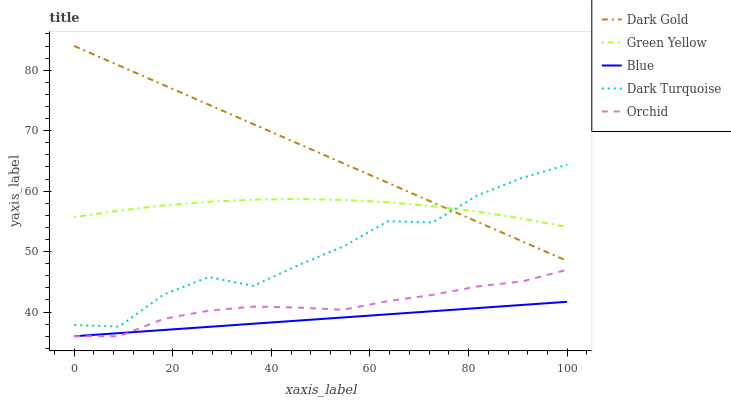 title
Dark Gold
Green Yellow
Blue
Dark Turquoise
Orchid
yaxis_label
80
70
60
50
40
0 20 40 60 80 100
xaxis_label